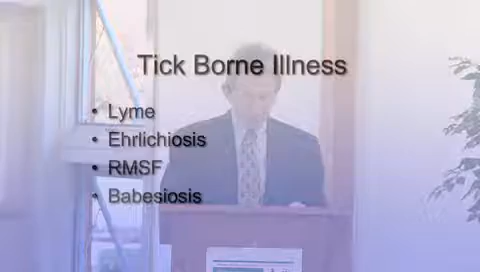 Tick Borne Illness
• Lyme
• Ehrlichiosis
• RMSF
• Babesiosis